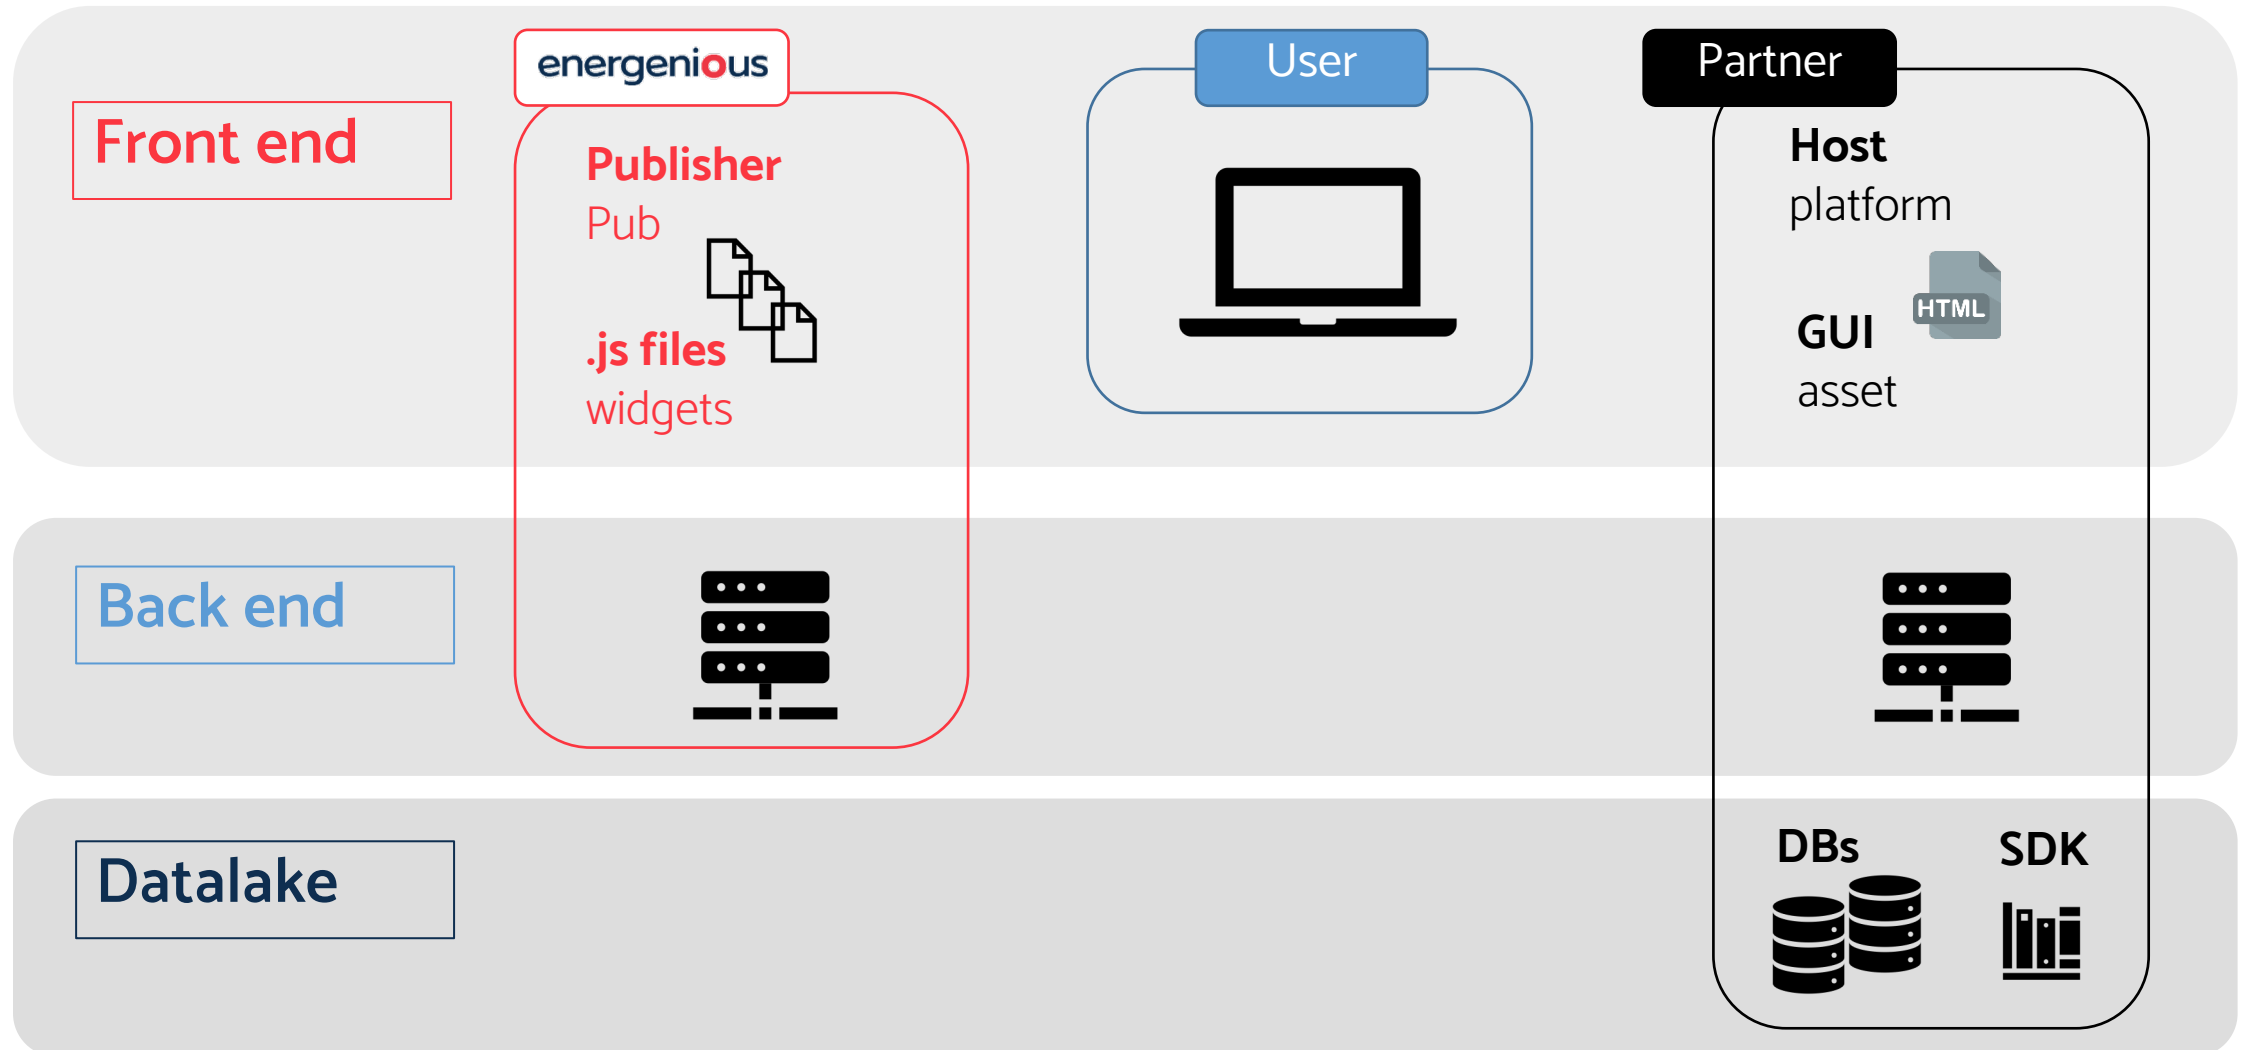 energenious
User
Partner
Front end
Publisher
Pub
.js files
widgets
Host
platform
HTML
GUI
asset
Back end
Datalake
DBs
SDK